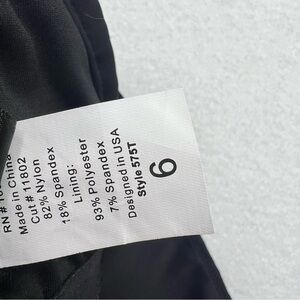 RN #
Made in China
Cut # 11802
82% Nylon
18% Spandex
Lining:
93% Polyester
7% Spandex
Designed in USA
Style 575T
6